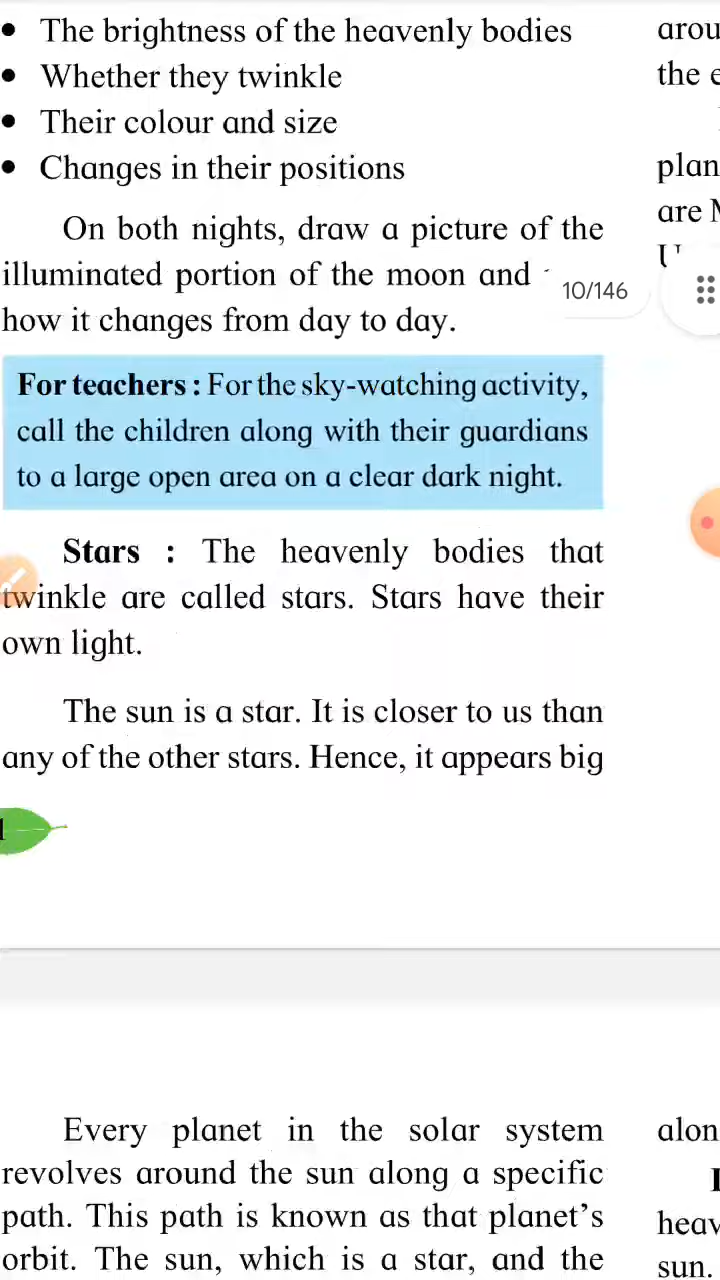 • The brightness of the heavenly bodies
• Whether they twinkle
• Their colour and size
• Changes in their positions
On both nights, draw a picture of the
illuminated portion of the moon and
how it changes from day to day.
For teachers : For the sky-watching activity,
call the children along with their guardians
to a large open area on a clear dark night.
Stars : The heavenly bodies that
twinkle are called stars. Stars have their
own light.
The sun is a star. It is closer to us than
any of the other stars. Hence, it appears big
10/146
the
are
Every planet in the solar system
revolves around the sun along a specific
path. This path is known as that planet's
orbit. The sun, which is a star, and the
sun.